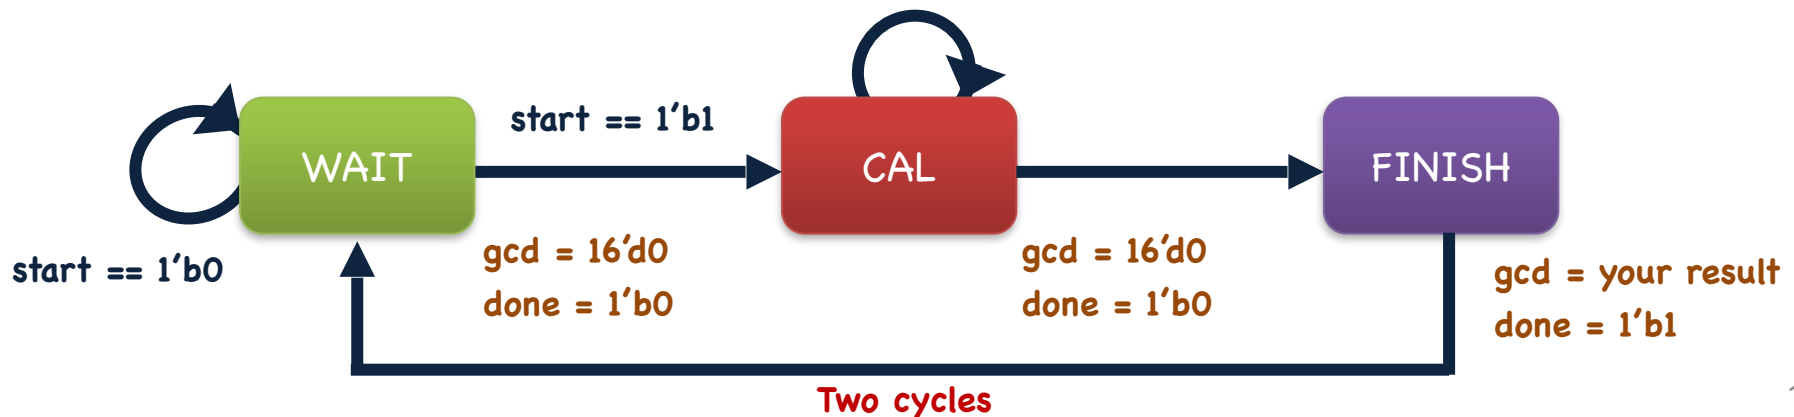 start == 1'b1
WAIT
CAL
FINISH
start == 1'b0
gcd = 16'd0
done = 1'b0
gcd = 16'd0
done = 1'b0
gcd = your result
done = 1'b1
Two cycles